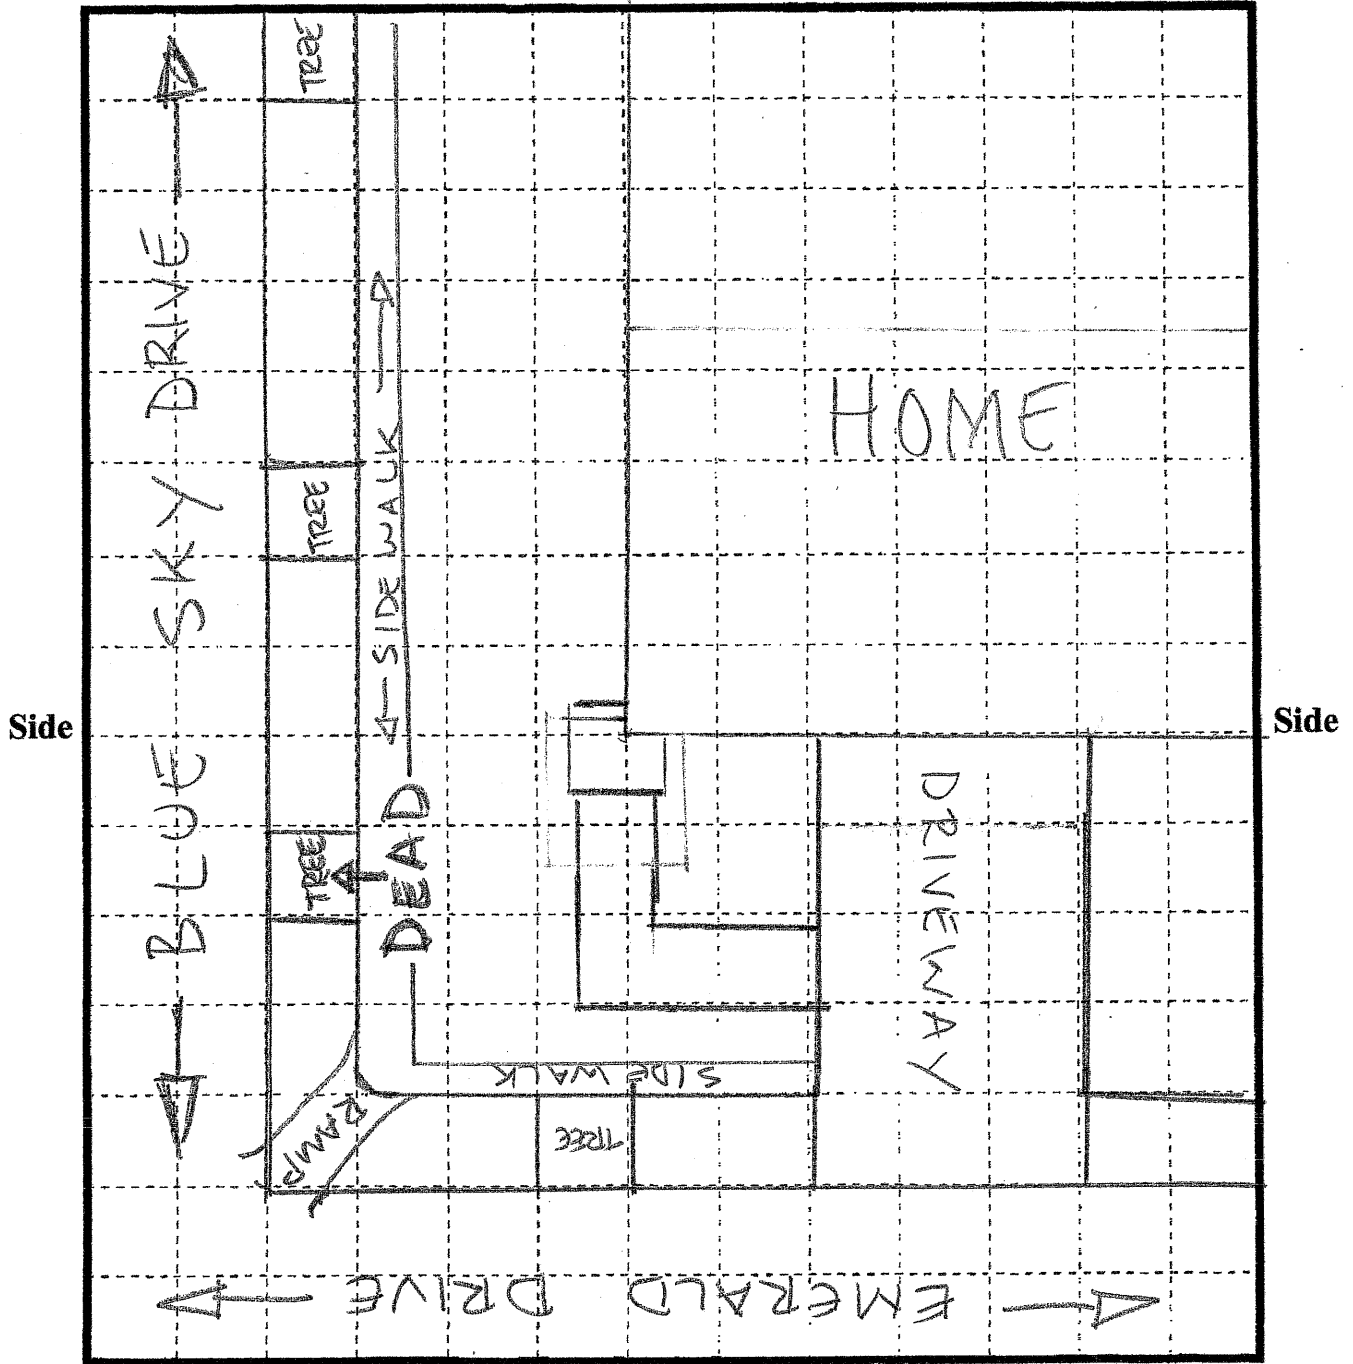 TREE
BLUE SKY DRIVE
SIDE WALK
HOME
TREE
Side
Side
DRIVEWAY
TREE
DEAD
SIDE WALK
RAMP
TREE
EMERALD DRIVE